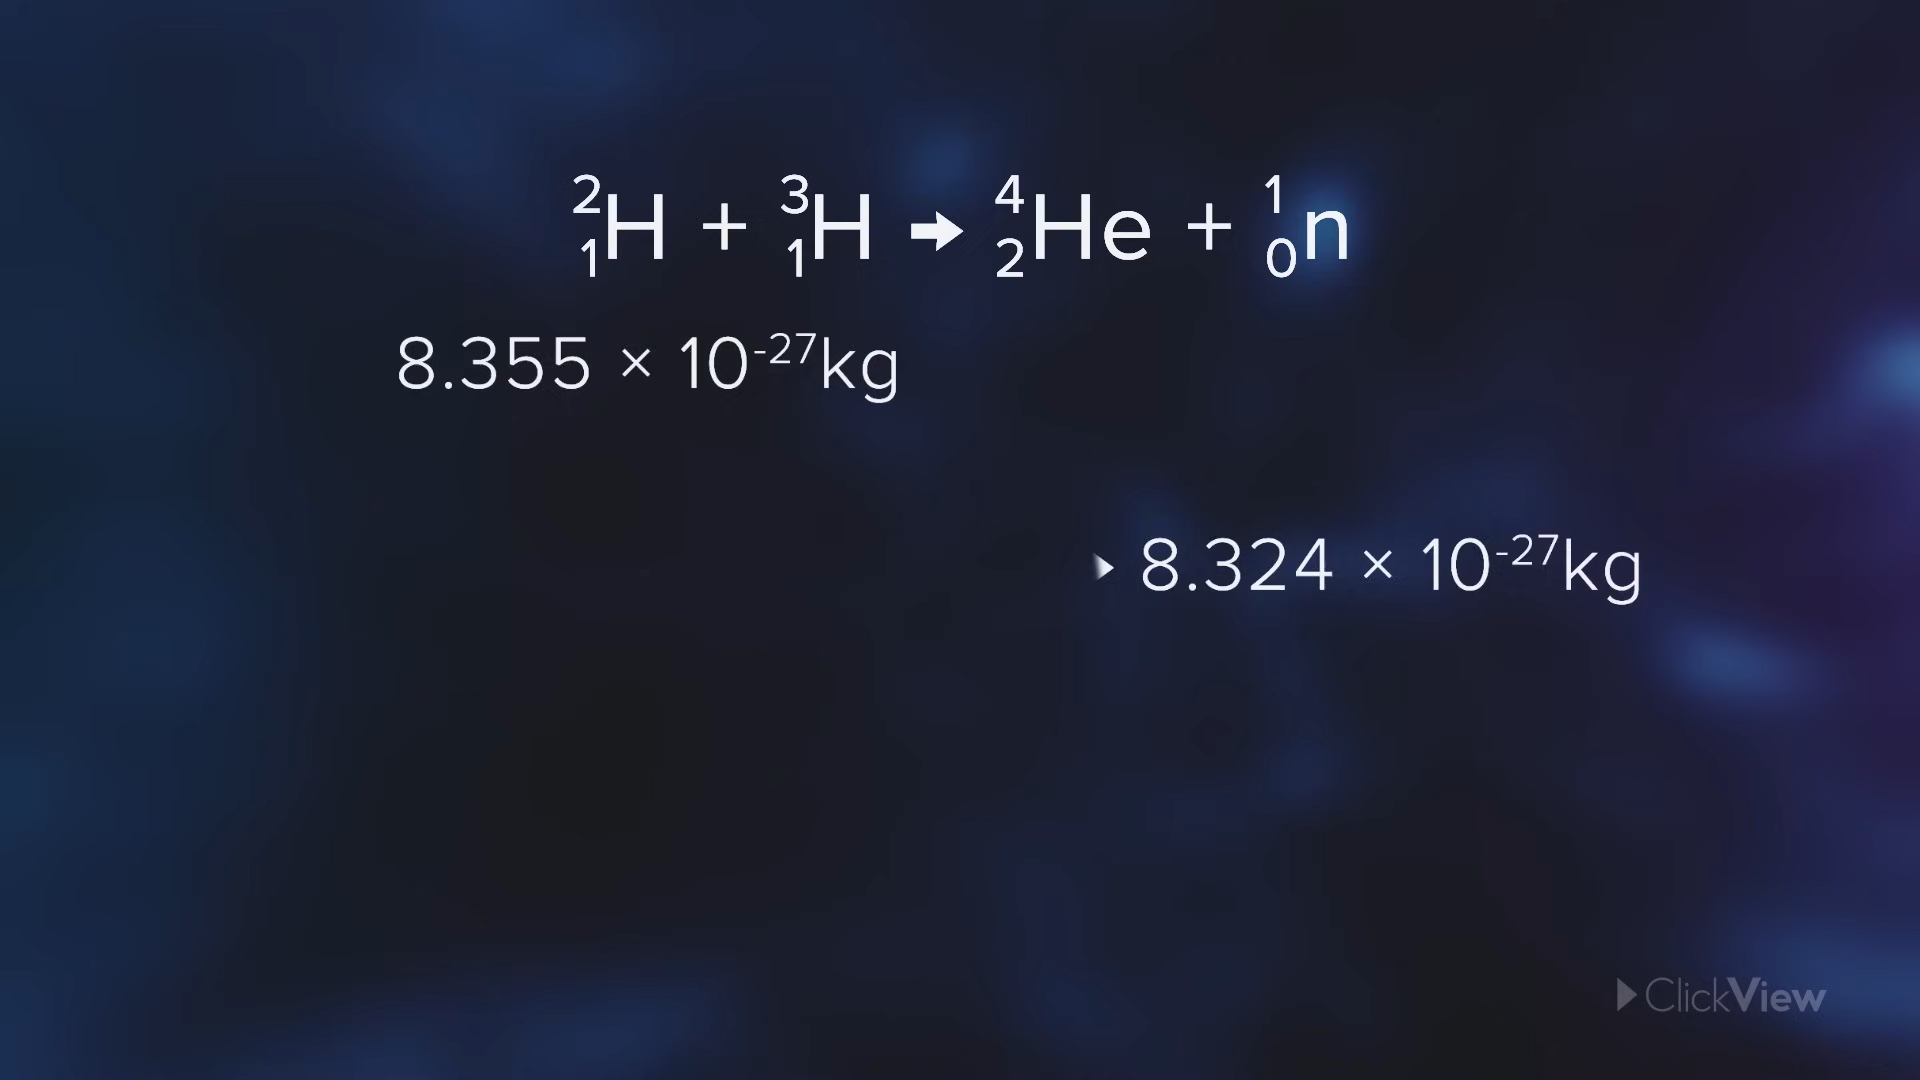 ²₁H + ³₁H → ⁴₂He + ¹₀n
8.355 × 10⁻²⁷kg
8.324 × 10⁻²⁷kg
ClickView